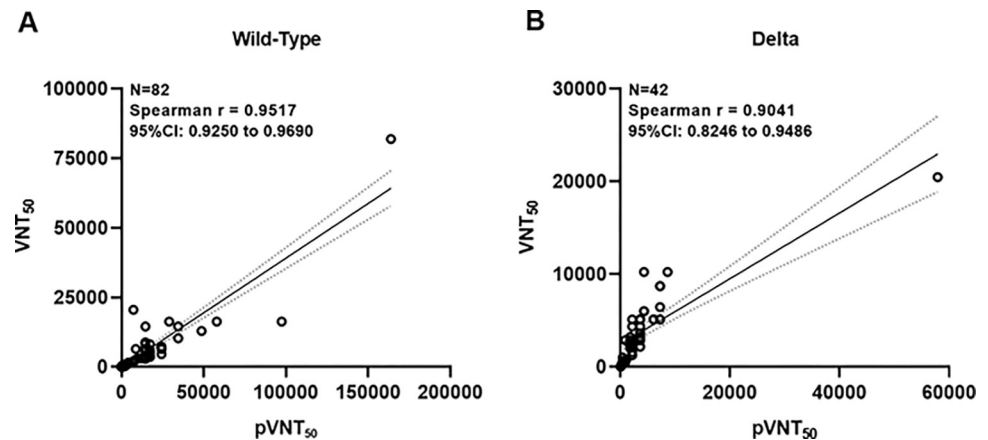 A
Wild-Type
N=82
Spearman r = 0.9517
95%CI: 0.9250 to 0.9690
100000
75000
50000
25000
0
VNT50
0 50000 100000 150000 200000
pVNT50
B
Delta
N=42
Spearman r = 0.9041
95%CI: 0.8246 to 0.9486
30000
20000
10000
0
VNT50
0 20000 40000 60000
pVNT50